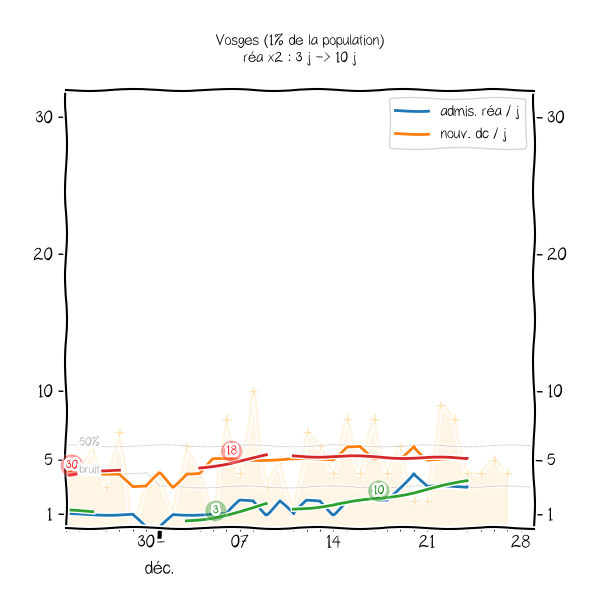 Vosges (1% de la population)
réa x2 : 3 j -> 10 j
admis. réa / j
nouv. dc / j
30 30
20 20
10 10
5 5
1 1
50%
bruit
30
18
3
10
30 07 14 21 28
déc.